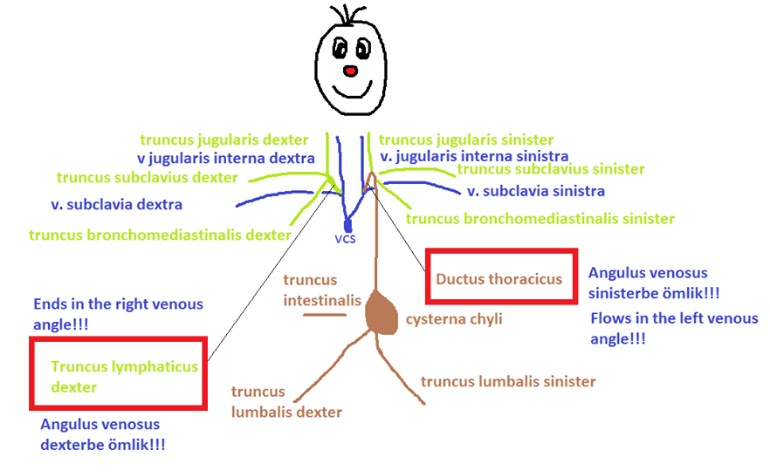 truncus jugularis dexter
truncus jugularis sinister
v jugularis interna dextra
v. jugularis interna sinistra
truncus subclavius dexter
truncus subclavius sinister
v. subclavia dextra
v. subclavia sinistra
truncus bronchomediastinalis dexter
truncus bronchomediastinalis sinister
vcs
truncus
intestinalis
Ductus thoracicus
Angulus venosus
sinisterbe ömlik!!!
Flows in the left venous
angle!!!
cysterna chyli
Ends in the right venous
angle!!!
Truncus lymphaticus
dexter
Angulus venosus
dexterbe ömlik!!!
truncus
lumbalis dexter
truncus lumbalis sinister